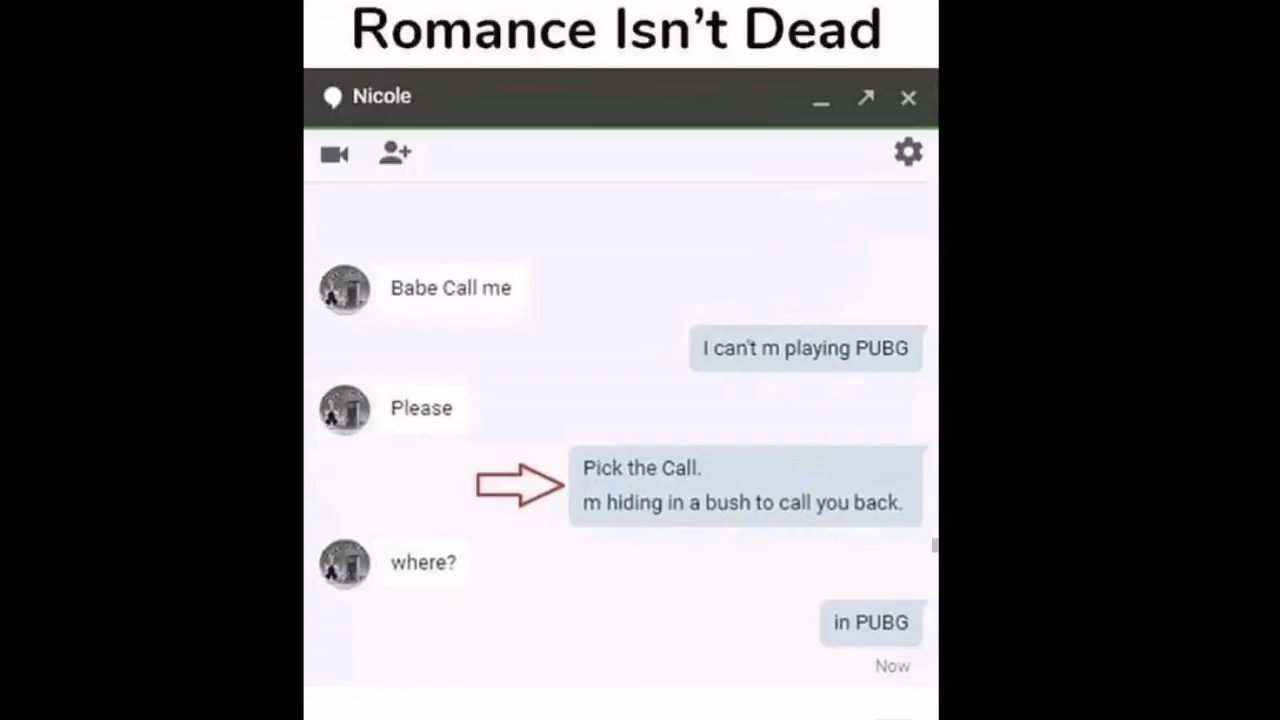 Romance Isn't Dead
Nicole
Babe Call me
I can't m playing PUBG
Please
Pick the Call.
m hiding in a bush to call you back.
where?
in PUBG
Now